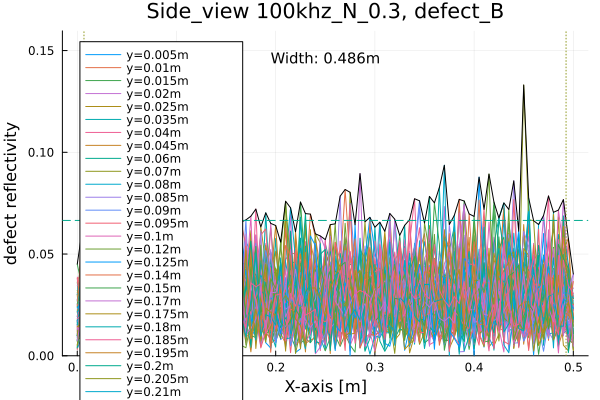 Side_view 100khz_N_0.3, defect_B
Width: 0.486m
defect reflectivity
0.15
0.10
0.05
0.00
y=0.005m
y=0.01m
y=0.015m
y=0.02m
y=0.025m
y=0.035m
y=0.04m
y=0.045m
y=0.06m
y=0.07m
y=0.08m
y=0.085m
y=0.09m
y=0.095m
y=0.1m
y=0.12m
y=0.125m
y=0.14m
y=0.15m
y=0.17m
y=0.175m
y=0.18m
y=0.185m
y=0.195m
y=0.2m
y=0.205m
y=0.21m
0.2 0.3 0.4 0.5
X-axis [m]